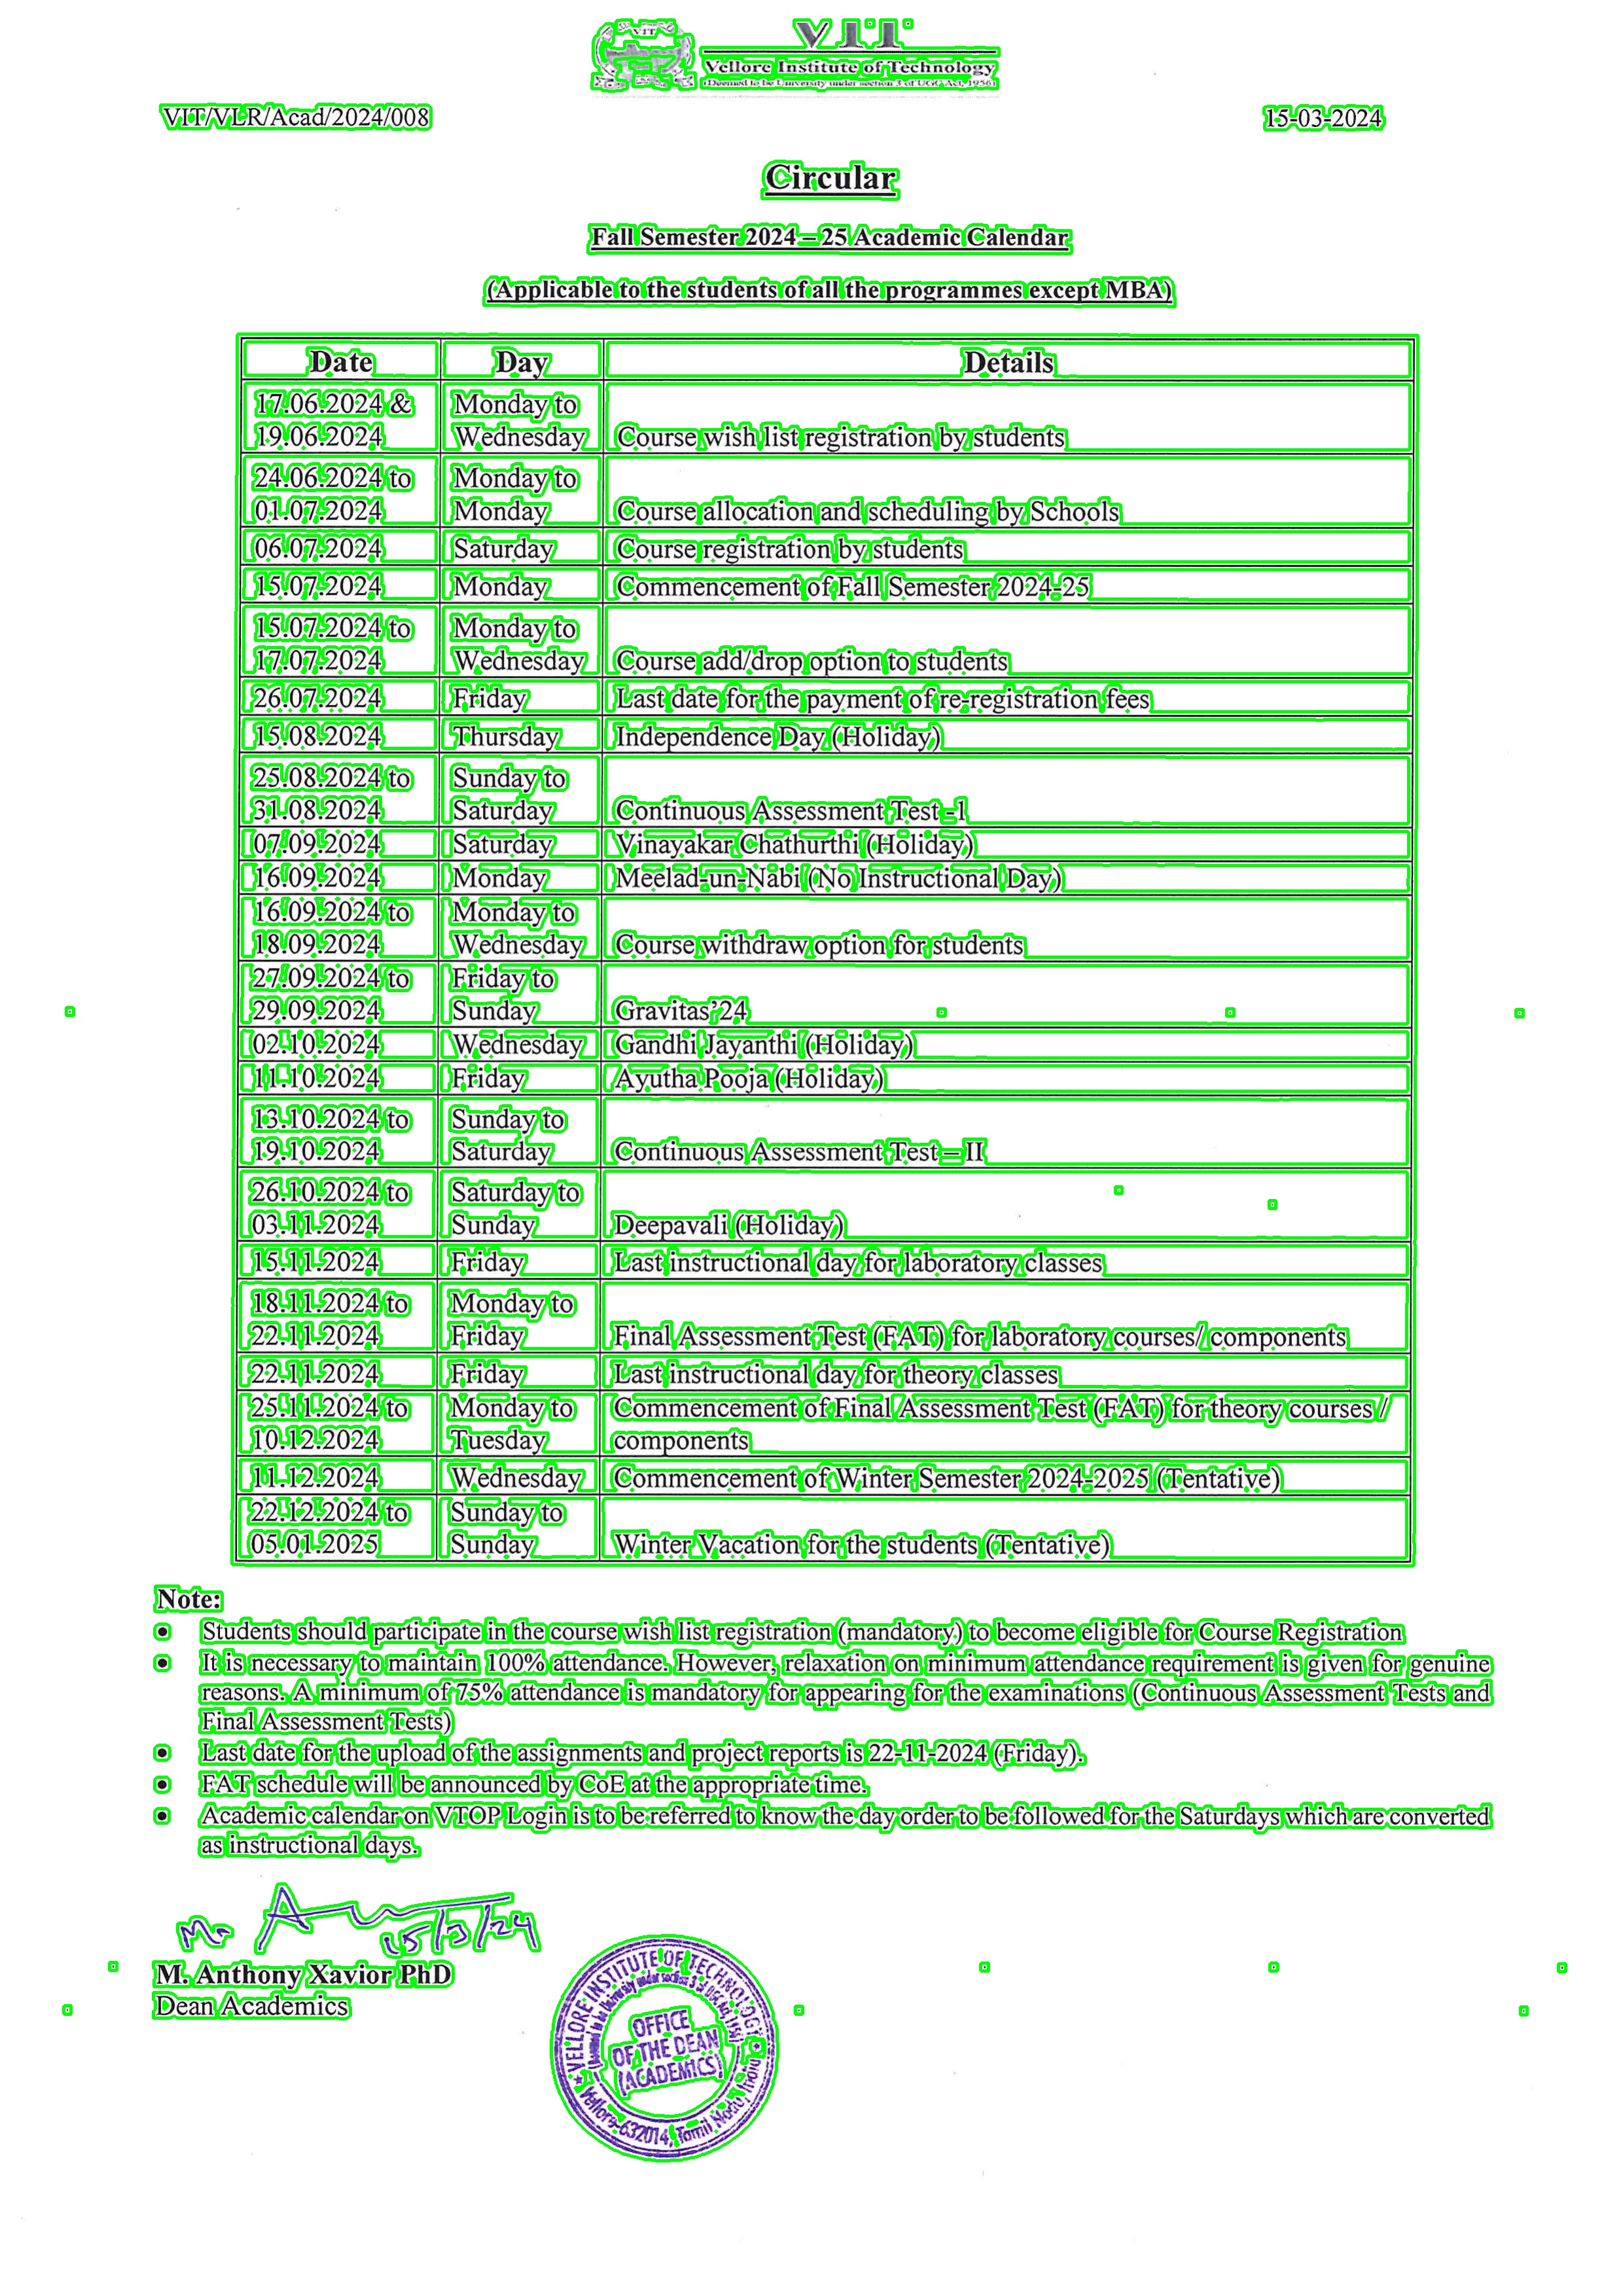 VIT
VIT
Vellore Institute of Technology
(Deemed to be University under section 3 of UGC Act, 1956)
VIT/VLR/Acad/2024/008 15-03-2024
Circular
Fall Semester 2024 – 25 Academic Calendar
(Applicable to the students of all the programmes except MBA)
Date Day Details
17.06.2024 & Monday to
19.06.2024 Wednesday Course wish list registration by students
24.06.2024 to Monday to
01.07.2024 Monday Course allocation and scheduling by Schools
06.07.2024 Saturday Course registration by students
15.07.2024 Monday Commencement of Fall Semester 2024-25
15.07.2024 to Monday to
17.07.2024 Wednesday Course add/drop option to students
26.07.2024 Friday Last date for the payment of re-registration fees
15.08.2024 Thursday Independence Day (Holiday)
25.08.2024 to Sunday to
31.08.2024 Saturday Continuous Assessment Test -1
07.09.2024 Saturday Vinayakar Chathurthi (Holiday)
16.09.2024 Monday Meelad-un-Nabi (No Instructional Day)
16.09.2024 to Monday to
18.09.2024 Wednesday Course withdraw option for students
27.09.2024 to Friday to
29.09.2024 Sunday Gravitas’24
02.10.2024 Wednesday Gandhi Jayanthi (Holiday)
11.10.2024 Friday Ayutha Pooja (Holiday)
13.10.2024 to Sunday to
19.10.2024 Saturday Continuous Assessment Test – II
26.10.2024 to Saturday to
03.11.2024 Sunday Deepavali (Holiday)
15.11.2024 Friday Last instructional day for laboratory classes
18.11.2024 to Monday to
22.11.2024 Friday Final Assessment Test (FAT) for laboratory courses/ components
22.11.2024 Friday Last instructional day for theory classes
25.11.2024 to Monday to Commencement of Final Assessment Test (FAT) for theory courses /
10.12.2024 Tuesday components
11.12.2024 Wednesday Commencement of Winter Semester 2024-2025 (Tentative)
22.12.2024 to Sunday to
05.01.2025 Sunday Winter Vacation for the students (Tentative)
Note:
• Students should participate in the course wish list registration (mandatory) to become eligible for Course Registration
• It is necessary to maintain 100% attendance. However, relaxation on minimum attendance requirement is given for genuine
reasons. A minimum of 75% attendance is mandatory for appearing for the examinations (Continuous Assessment Tests and
Final Assessment Tests)
• Last date for the upload of the assignments and project reports is 22-11-2024 (Friday).
• FAT schedule will be announced by CoE at the appropriate time.
• Academic calendar on VTOP Login is to be referred to know the day order to be followed for the Saturdays which are converted
as instructional days.
15/3/24
M. Anthony Xavior PhD
Dean Academics
VELLORE INSTITUTE OF TECHNOLOGY
(Deemed to be University under section 3 of UGC Act, 1956)
OFFICE
OF THE DEAN
(ACADEMICS)
Vellore-632014, Tamil Nadu, India